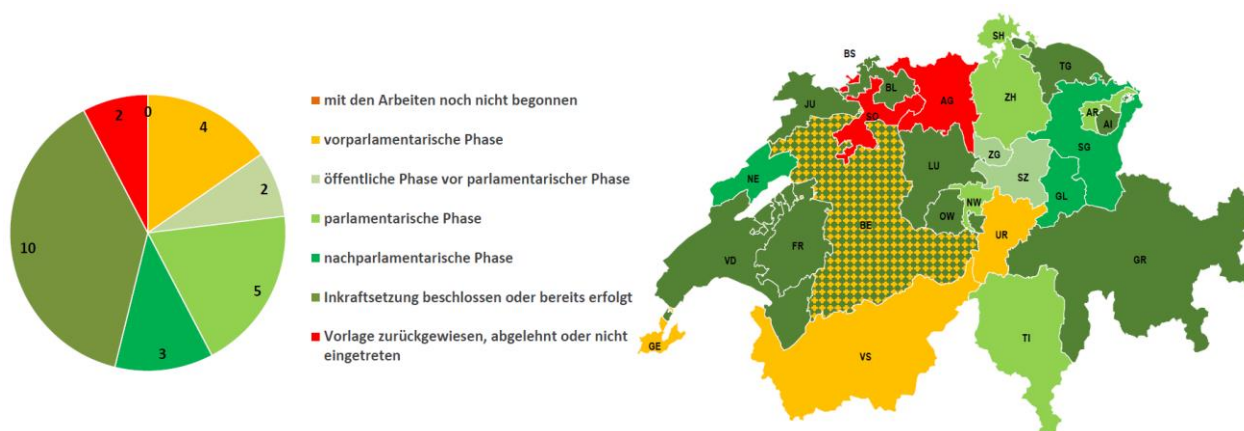 0
4
2
5
3
10
2
mit den Arbeiten noch nicht begonnen
vorparlamentarische Phase
öffentliche Phase vor parlamentarischer Phase
parlamentarische Phase
nachparlamentarische Phase
Inkraftsetzung beschlossen oder bereits erfolgt
Vorlage zurückgewiesen, abgelehnt oder nicht
eingetreten
SH
BS
TG
BL
JU
AG
ZH
SO
AR
AI
ZG
SG
LU
SZ
NE
NW
GL
OW
BE
UR
FR
VD
GR
TI
GE
VS